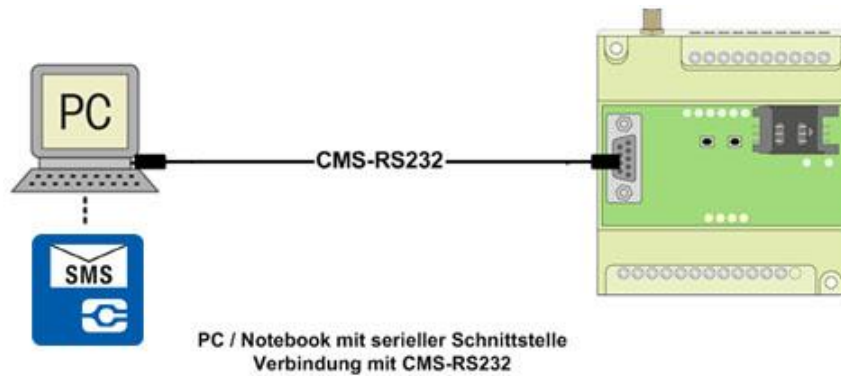 PC
CMS-RS232
SMS
PC / Notebook mit serieller Schnittstelle
Verbindung mit CMS-RS232